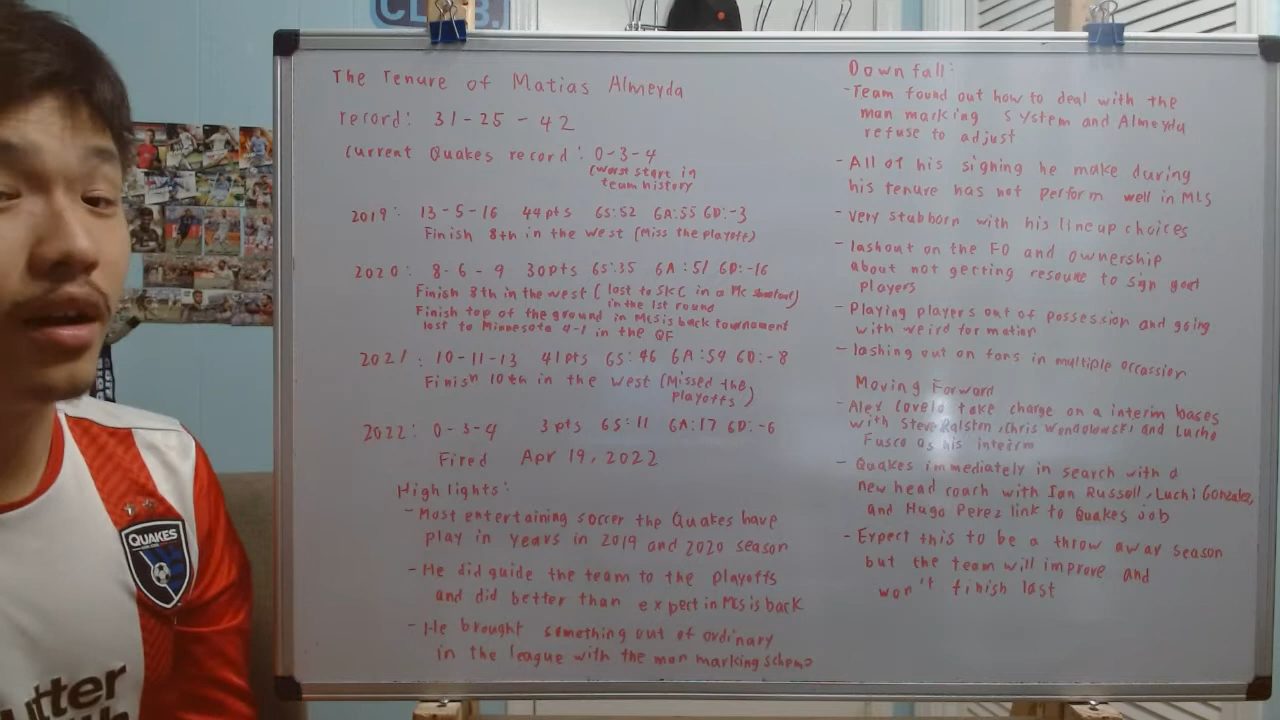 The Tenure of Matias Almeyda
record: 31-25-42
current Quakes record: 0-3-4
(worst start in
team history
2019: 13-5-16 44pts GS:52 GA:55 GD:-3
Finish 8th in the west (Miss the playoff)
2020: 8-6-9 30pts GS:35 GA:51 GD:-16
Finish 8th in the west (lost to SKC in a PK shootout)
in the 1st round
Finish top of the ground in MLS is back tournament
lost to Minnesota 4-1 in the QF
2021: 10-11-13 41pts GS:46 GA:54 GD:-8
Finish 10th in the west (Missed the
playoffs)
2022: 0-3-4 3pts GS:11 GA:17 GD:-6
Fired Apr 19, 2022
Highlights:
-Most entertaining soccer the Quakes have
play in years in 2019 and 2020 season
-He did guide the team to the playoffs
and did better than expect in MLS is back
-He brought something out of ordinary
in the league with the man marking scheme
Downfall:
-Team found out how to deal with the
man marking system and Almeyda
refuse to adjust
-All of his signing he make during
his tenure has not perform well in MLS
-very stubborn with his lineup choices
-lashout on the FO and ownership
about not getting to sign good
players
-Playing players out of possession and going
with weird formation
-lashing out on fans in multiple occassion
Moving Forward
-Alex Covelo take charge on a interim bases
with Steve Ralston, Chris Wondolowski and Luciano
Fusco as his interim
-Quakes immediately in search with a
new head coach with Ian Russell, Luchi Gonzalez,
and Hugo Perez link to Quakes job
-Expect this to be a throw away season
but the team will improve and
won't finish last
QUAKES
utter